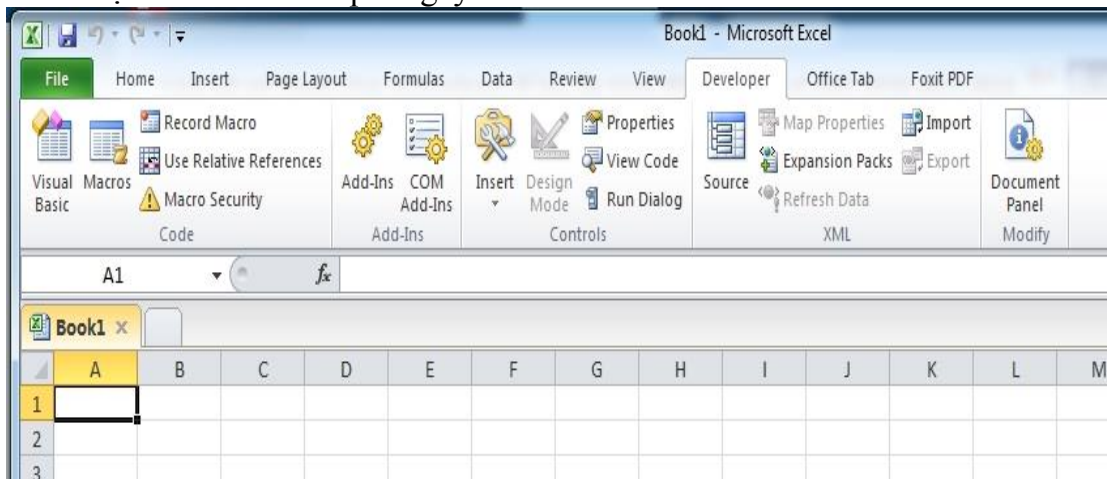 Book1 - Microsoft Excel
File Home Insert Page Layout Formulas Data Review View Developer Office Tab Foxit PDF
Record Macro Properties Map Properties Import
Use Relative References View Code Expansion Packs Export
Visual Basic Macros Macro Security Add-Ins COM Add-Ins Insert Design Mode Run Dialog Source Refresh Data Document Panel
Code Add-Ins Controls XML Modify
A1 fx
Book1
A B C D E F G H I J K L M
1
2
3